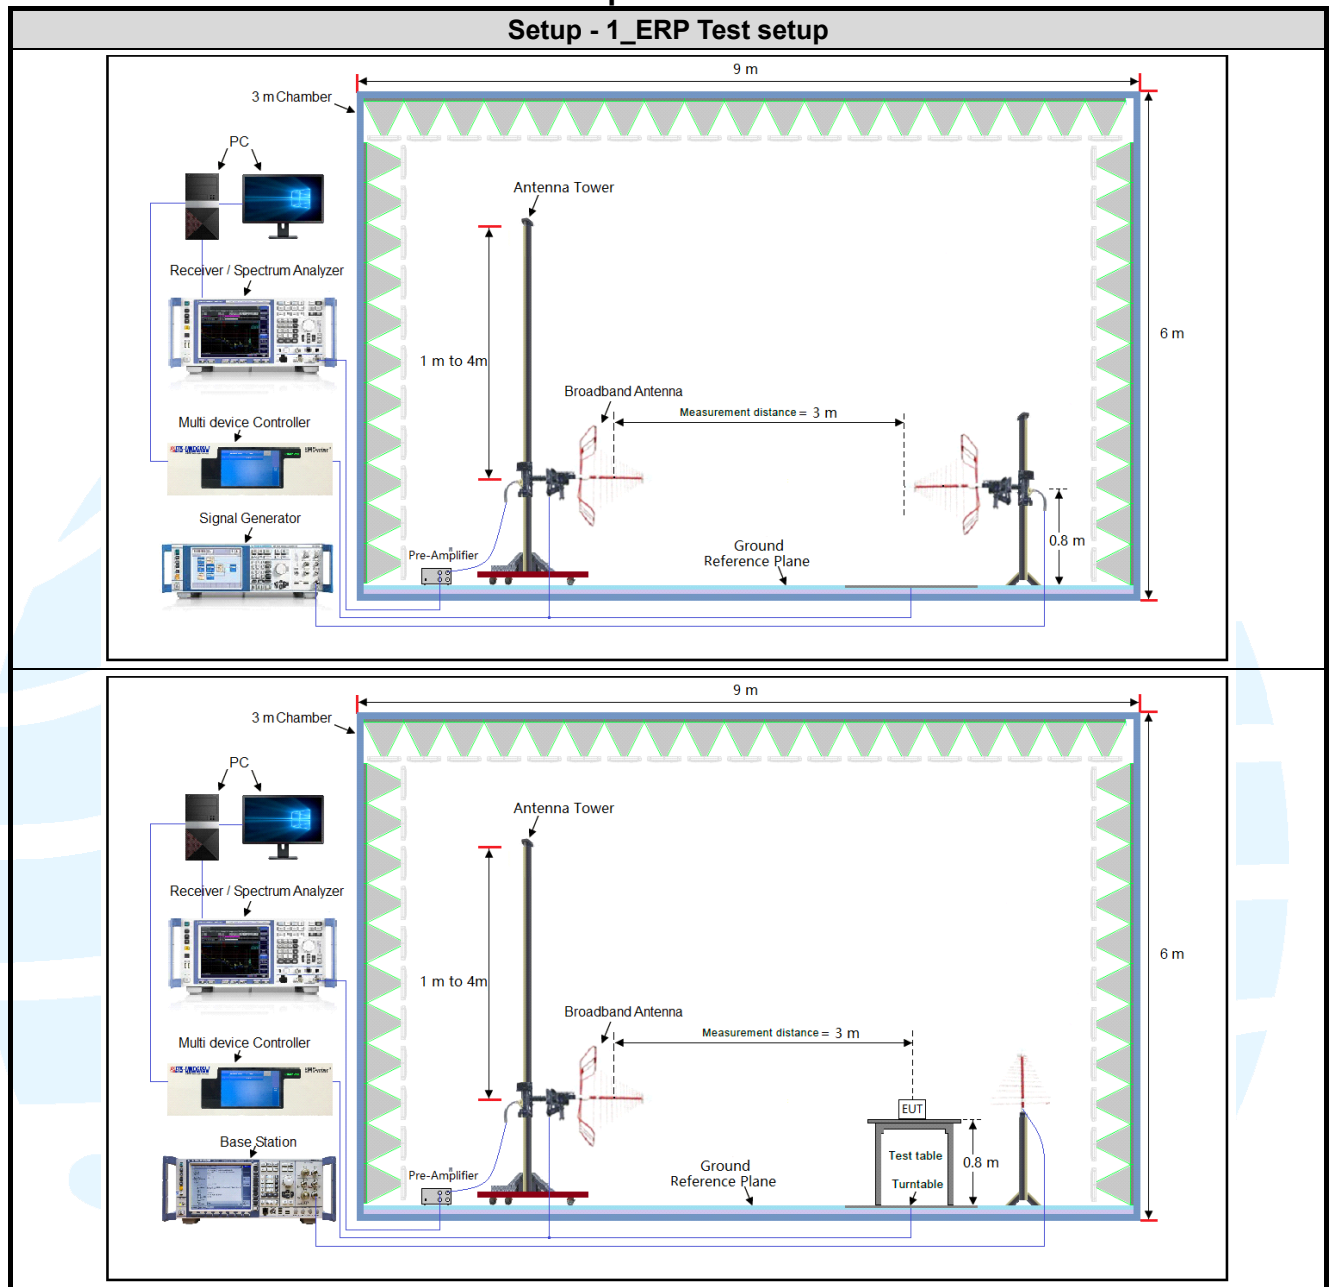 Setup - 1_ERP Test setup
9 m
3 m Chamber
PC
Antenna Tower
Receiver / Spectrum Analyzer
6 m
1 m to 4m
Broadband Antenna
Measurement distance = 3 m
Multi device Controller
Signal Generator
0.8 m
Ground
Reference Plane
Pre-Amplifier
9 m
3 m Chamber
PC
Antenna Tower
Receiver / Spectrum Analyzer
6 m
1 m to 4m
Broadband Antenna
Measurement distance = 3 m
Multi device Controller
EUT
Base Station
Test table
0.8 m
Ground
Reference Plane
Pre-Amplifier
Turntable